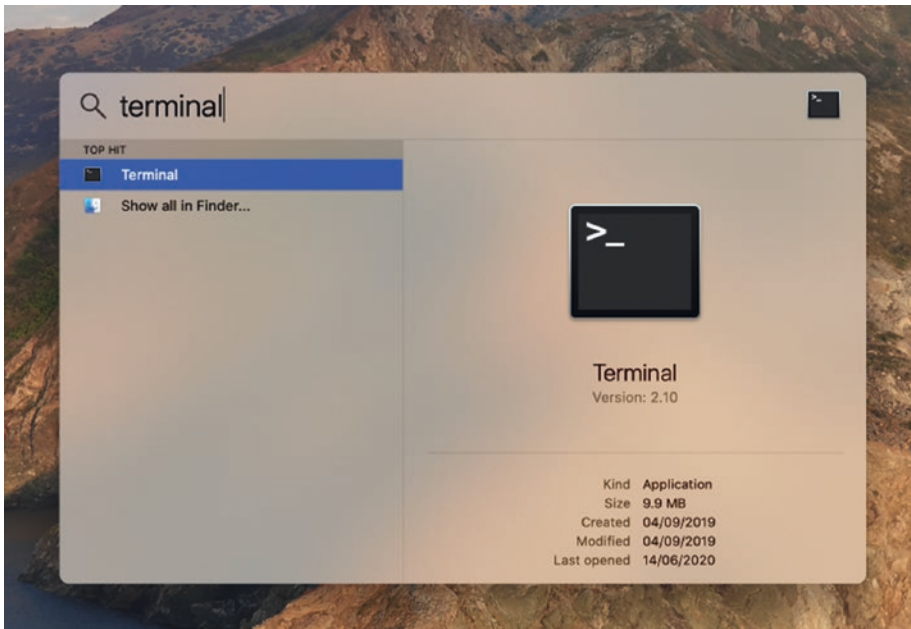 terminal
TOP HIT
Terminal
Show all in Finder...
>_
Terminal
Version: 2.10
Kind Application
Size 9.9 MB
Created 04/09/2019
Modified 04/09/2019
Last opened 14/06/2020